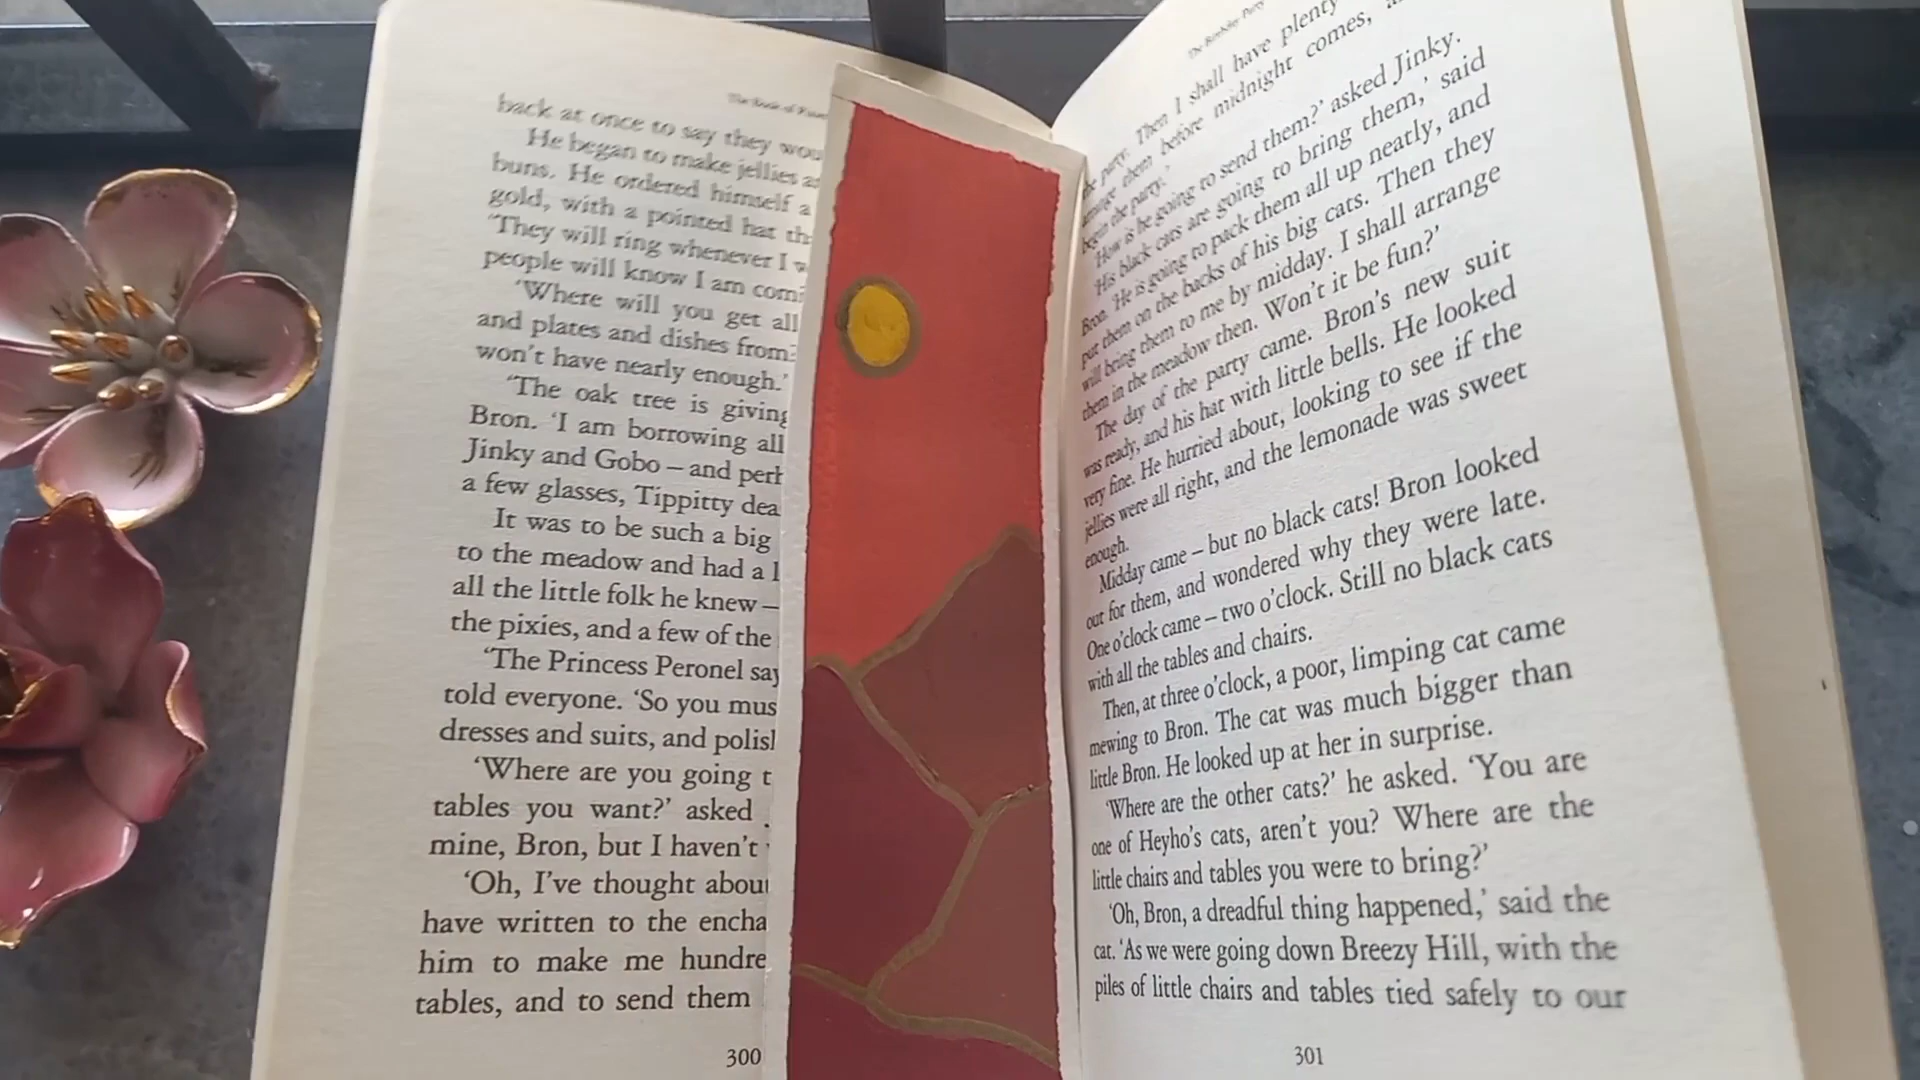 back at once to say they wou
He began to make jellies a
buns. He ordered himself a
gold, with a pointed hat th
'They will ring whenever I w
people will know I am comi
'Where will you get all
and plates and dishes from
won't have nearly enough.'
'The oak tree is giving
Bron. 'I am borrowing all
Jinky and Gobo – and perh
a few glasses, Tippitty dea
It was to be such a big
to the meadow and had a l
all the little folk he knew –
the pixies, and a few of the
'The Princess Peronel say
told everyone. 'So you mus
dresses and suits, and polisl
'Where are you going t
tables you want?' asked
mine, Bron, but I haven't
'Oh, I've thought about
have written to the encha
him to make me hundre
tables, and to send them
300
party. Then I shall have plenty
arrange them before midnight comes,
begin the party.'
'How is he going to send them?' asked Jinky.
'His black cats are going to bring them,' said
Bron. 'He is going to pack them all up neatly, and
put them on the backs of his big cats. Then they
will bring them to me by midday. I shall arrange
them in the meadow then. Won't it be fun?'
The day of the party came. Bron's new suit
was ready, and his hat with little bells. He looked
very fine. He hurried about, looking to see if the
jellies were all right, and the lemonade was sweet
enough.
Midday came – but no black cats! Bron looked
out for them, and wondered why they were late.
One o'clock came – two o'clock. Still no black cats
with all the tables and chairs.
Then, at three o'clock, a poor, limping cat came
mewing to Bron. The cat was much bigger than
little Bron. He looked up at her in surprise.
'Where are the other cats?' he asked. 'You are
one of Heyho's cats, aren't you? Where are the
little chairs and tables you were to bring?'
'Oh, Bron, a dreadful thing happened,' said the
cat. 'As we were going down Breezy Hill, with the
piles of little chairs and tables tied safely to our
301